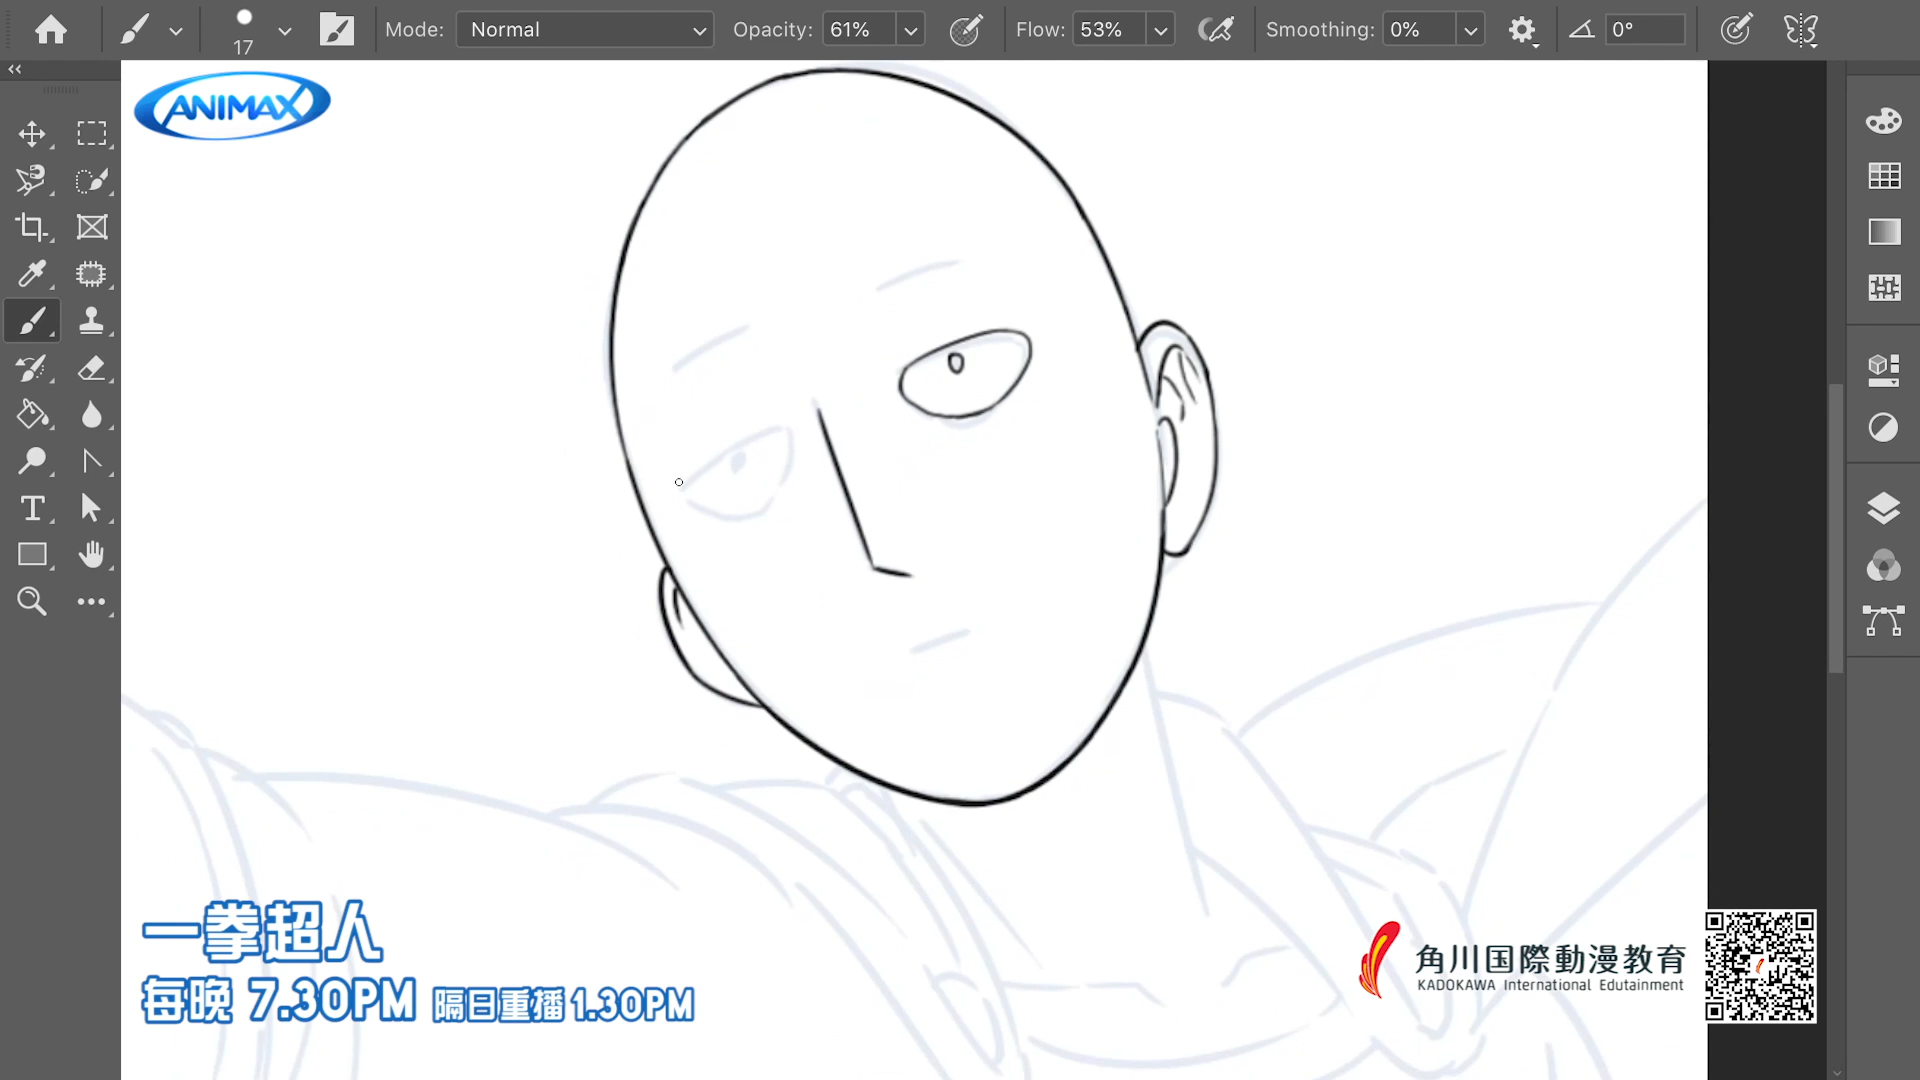 Mode: Normal Opacity: 61% Flow: 53% Smoothing: 0% 0°
17
ANIMAX
一拳超人
每晚 7.30PM 隔日重播 1.30PM
角川国際動漫教育
KADOKAWA International Edutainment